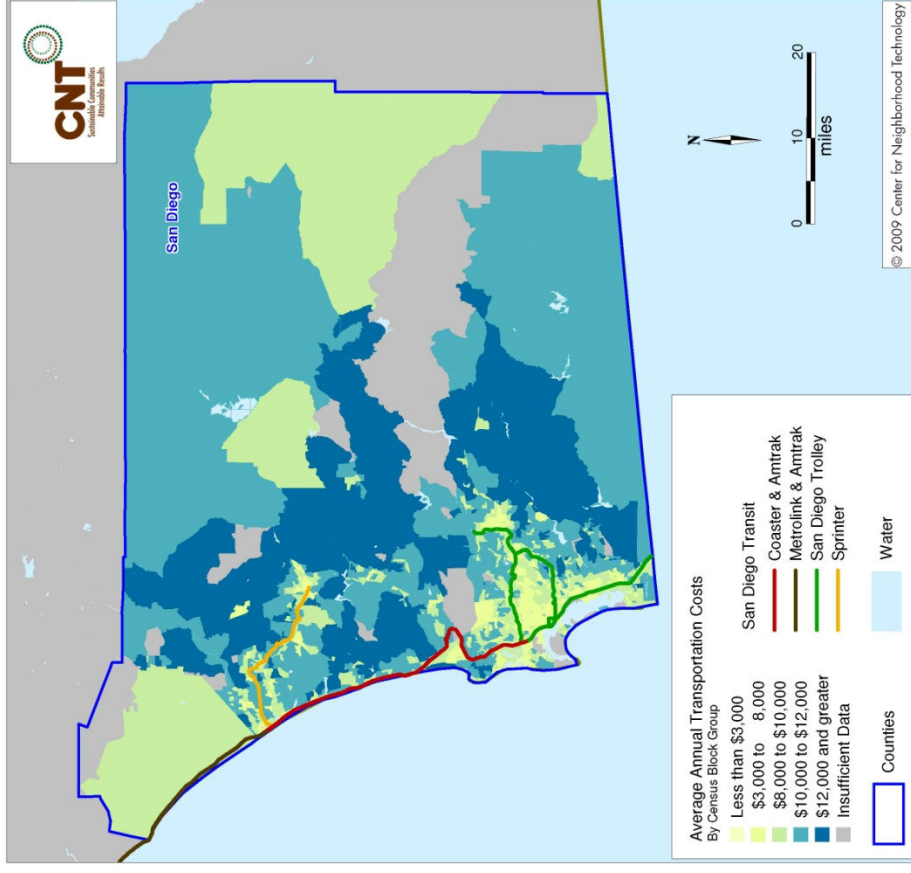 CNT
Sustainable Communities
Attainable Results
San Diego
N
0 10 20
miles
Average Annual Transportation Costs
By Census Block Group
Less than $3,000
$3,000 to 8,000
$8,000 to $10,000
$10,000 to $12,000
$12,000 and greater
Insufficient Data
San Diego Transit
Coaster & Amtrak
Metrolink & Amtrak
San Diego Trolley
Sprinter
Counties
Water
© 2009 Center for Neighborhood Technology